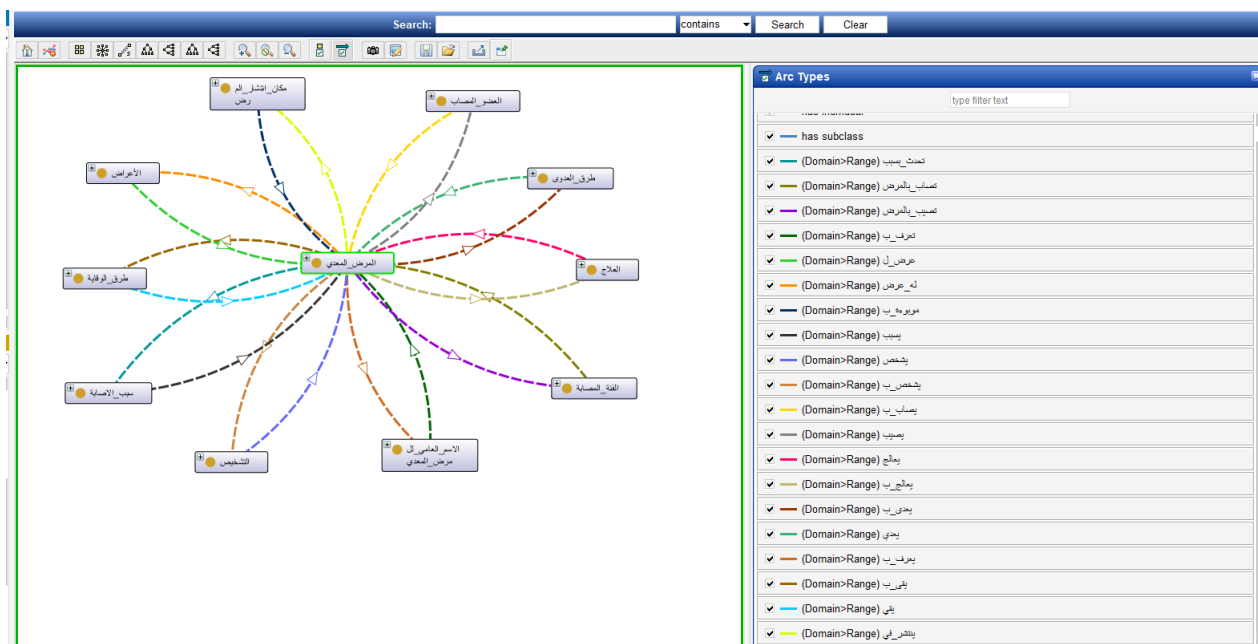 Search:
contains
Search
Clear
مكان_انتشار_الم
رض
العضو_المصاب
الأعراض
طرق_العدوى
المرض_المعدي
طرق_الوقاية
العلاج
سبب_الاصابة
الفئة_المصابة
الاسم_العامي_لل
مرض_المعدي
التشخيص
Arc Types
type filter text
has individual
has subclass
تحدث_بسبب (Domain>Range)
تصاب_بالمرض (Domain>Range)
تصيب_بالمرض (Domain>Range)
تعرف_ب (Domain>Range)
عرض_ل (Domain>Range)
له_عرض (Domain>Range)
موبوءة_ب (Domain>Range)
يسبب (Domain>Range)
يشخص (Domain>Range)
يشخص_ب (Domain>Range)
يصاب_ب (Domain>Range)
يصيب (Domain>Range)
يعالج (Domain>Range)
يعالج_ب (Domain>Range)
يعدى_ب (Domain>Range)
يعدي (Domain>Range)
يعرف_ب (Domain>Range)
يقى_ب (Domain>Range)
يقي (Domain>Range)
ينتشر_في (Domain>Range)